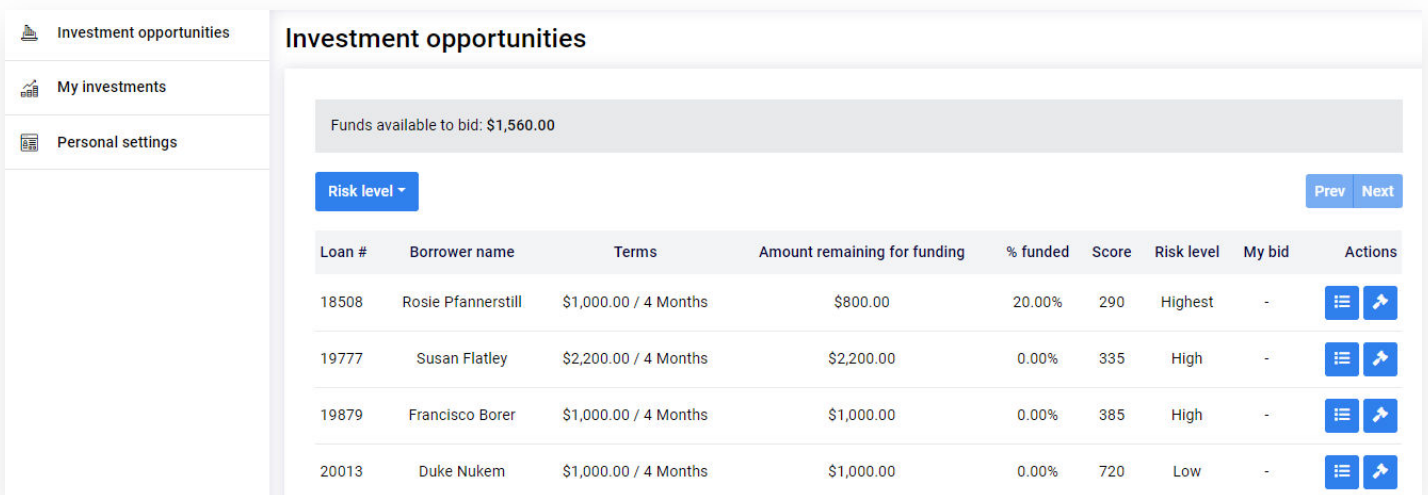 Investment opportunities
My investments
Personal settings
Investment opportunities
Funds available to bid: $1,560.00
Risk level
Prev Next
Loan # Borrower name Terms Amount remaining for funding % funded Score Risk level My bid Actions
18508 Rosie Pfannerstill $1,000.00 / 4 Months $800.00 20.00% 290 Highest -
19777 Susan Flatley $2,200.00 / 4 Months $2,200.00 0.00% 335 High -
19879 Francisco Borer $1,000.00 / 4 Months $1,000.00 0.00% 385 High -
20013 Duke Nukem $1,000.00 / 4 Months $1,000.00 0.00% 720 Low -